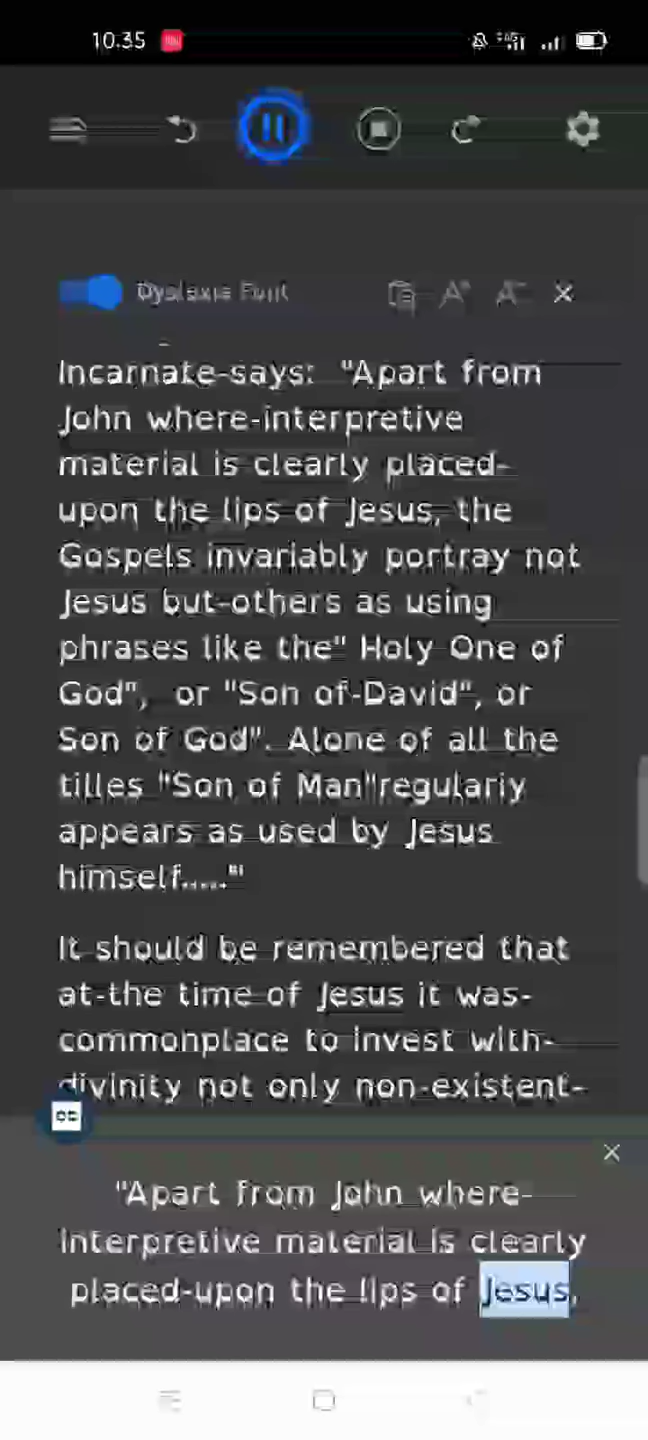 10.35
Dyslexia Font
Incarnate-says: "Apart from
John where-interpretive
material is clearly placed-
upon the lips of Jesus, the
Gospels invariably portray not
Jesus but-others as using
phrases like the" Holy One of
God", or "Son of-David", or
Son of God". Alone of all the
tilles "Son of Man"regulariy
appears as used by Jesus
himself....."'
It should be remembered that
at-the time of Jesus it was-
commonplace to invest with-
divinity not only non-existent-
"Apart from John where-
interpretive material is clearly
placed-upon the lips of Jesus,